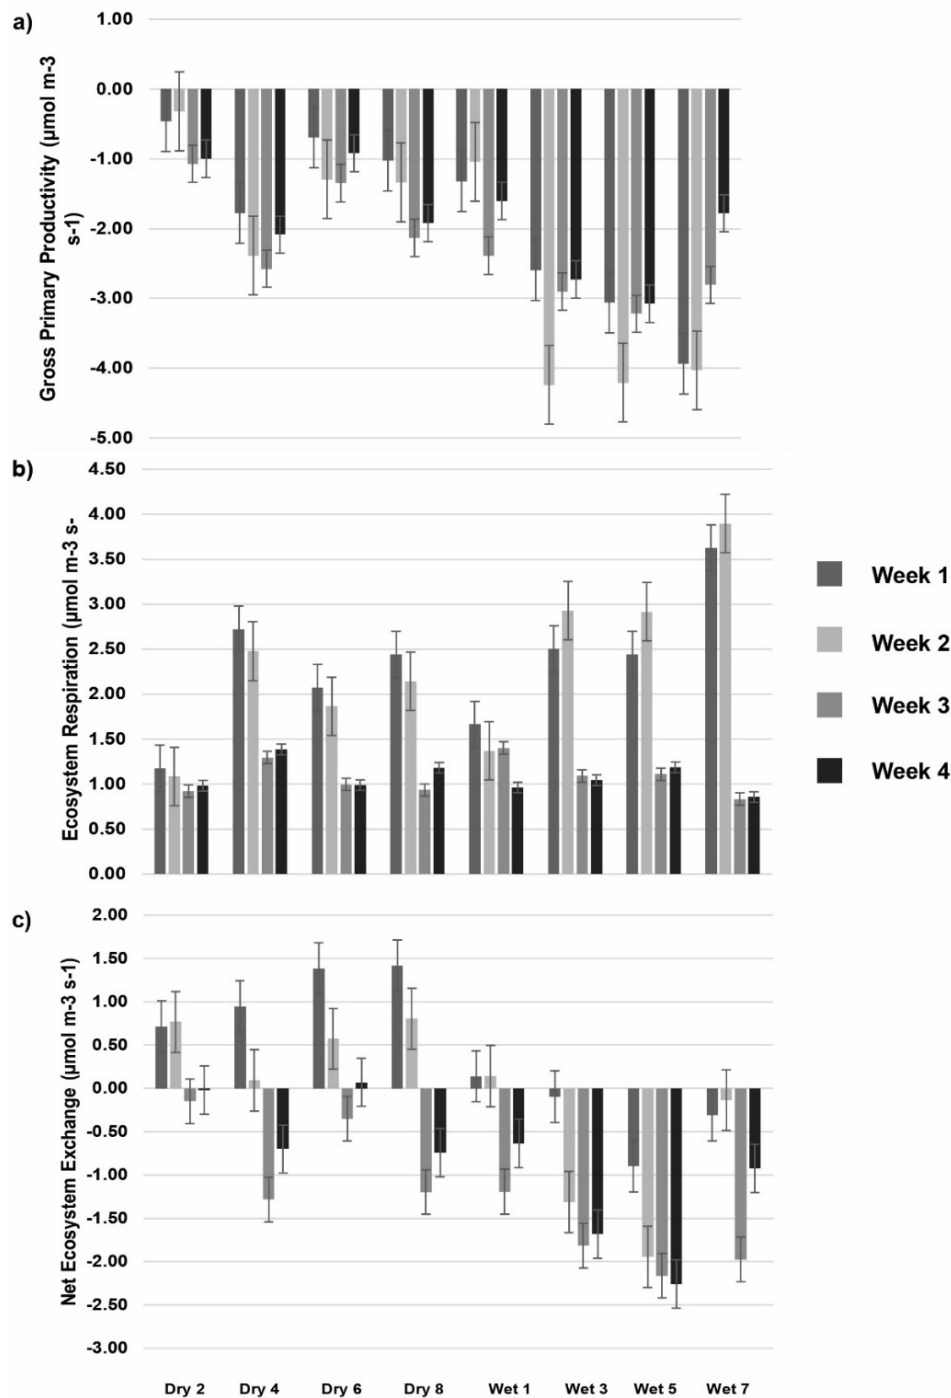 a)
Gross Primary Productivity (µmol m-3
s-1)
1.00
0.00
-1.00
-2.00
-3.00
-4.00
-5.00
b)
Ecosystem Respiration (µmol m-3 s-
4.50
4.00
3.50
3.00
2.50
2.00
1.50
1.00
0.50
0.00
Week 1
Week 2
Week 3
Week 4
c)
Net Ecosystem Exchange (µmol m-3 s-1)
2.00
1.50
1.00
0.50
0.00
-0.50
-1.00
-1.50
-2.00
-2.50
-3.00
Dry 2 Dry 4 Dry 6 Dry 8 Wet 1 Wet 3 Wet 5 Wet 7